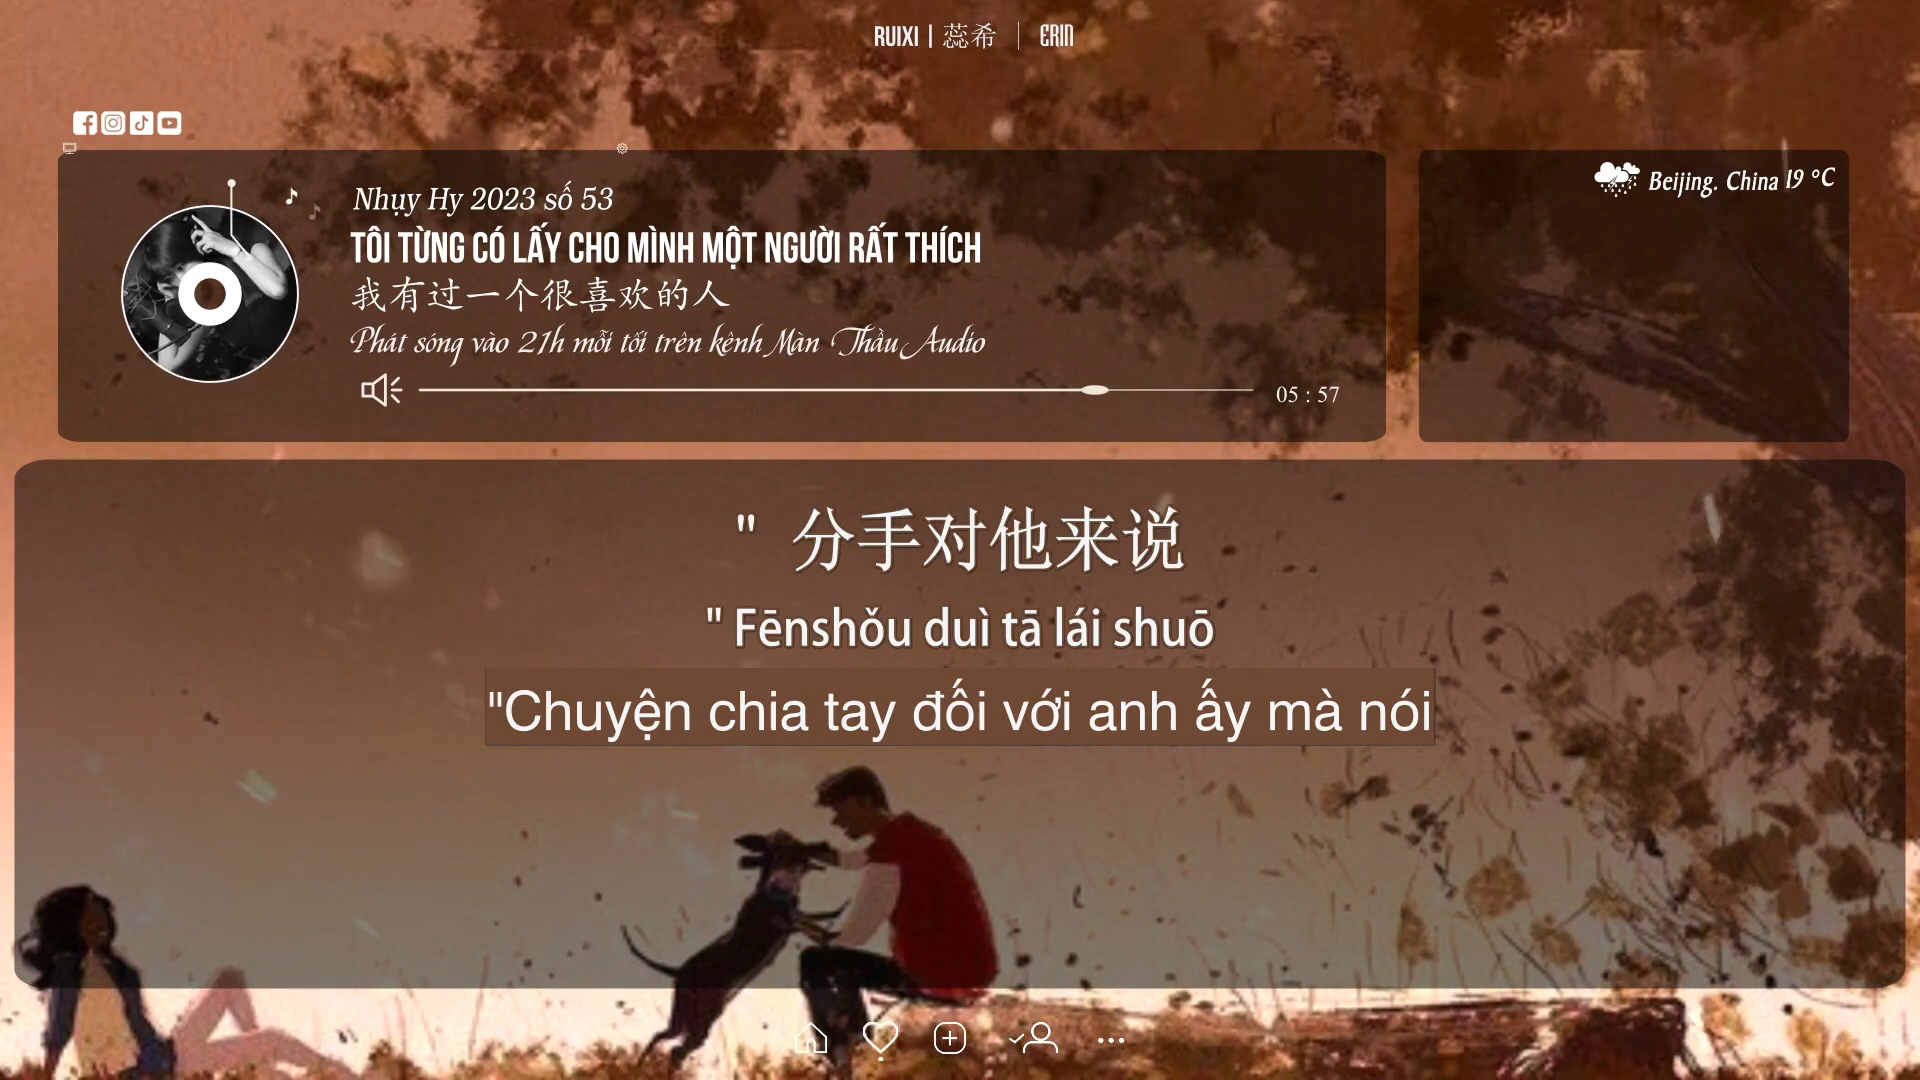 RUIXI | 蕊希 | ERIN
Nhụy Hy 2023 số 53
TÔI TỪNG CÓ LẤY CHO MÌNH MỘT NGƯỜI RẤT THÍCH
我有过一个很喜欢的人
Phát sóng vào 21h mỗi tối trên kênh Màn Thầu Audio
05 : 57
Beijing. China 19 °C
" 分手对他来说
" Fēnshǒu duì tā lái shuō
"Chuyện chia tay đối với anh ấy mà nói